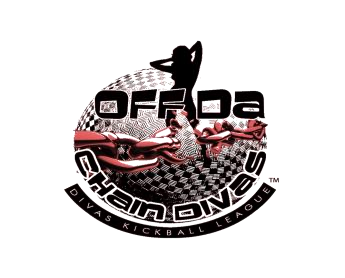 OFF Da
CHain DIVAS
™
DIVAS KICKBALL LEAGUE